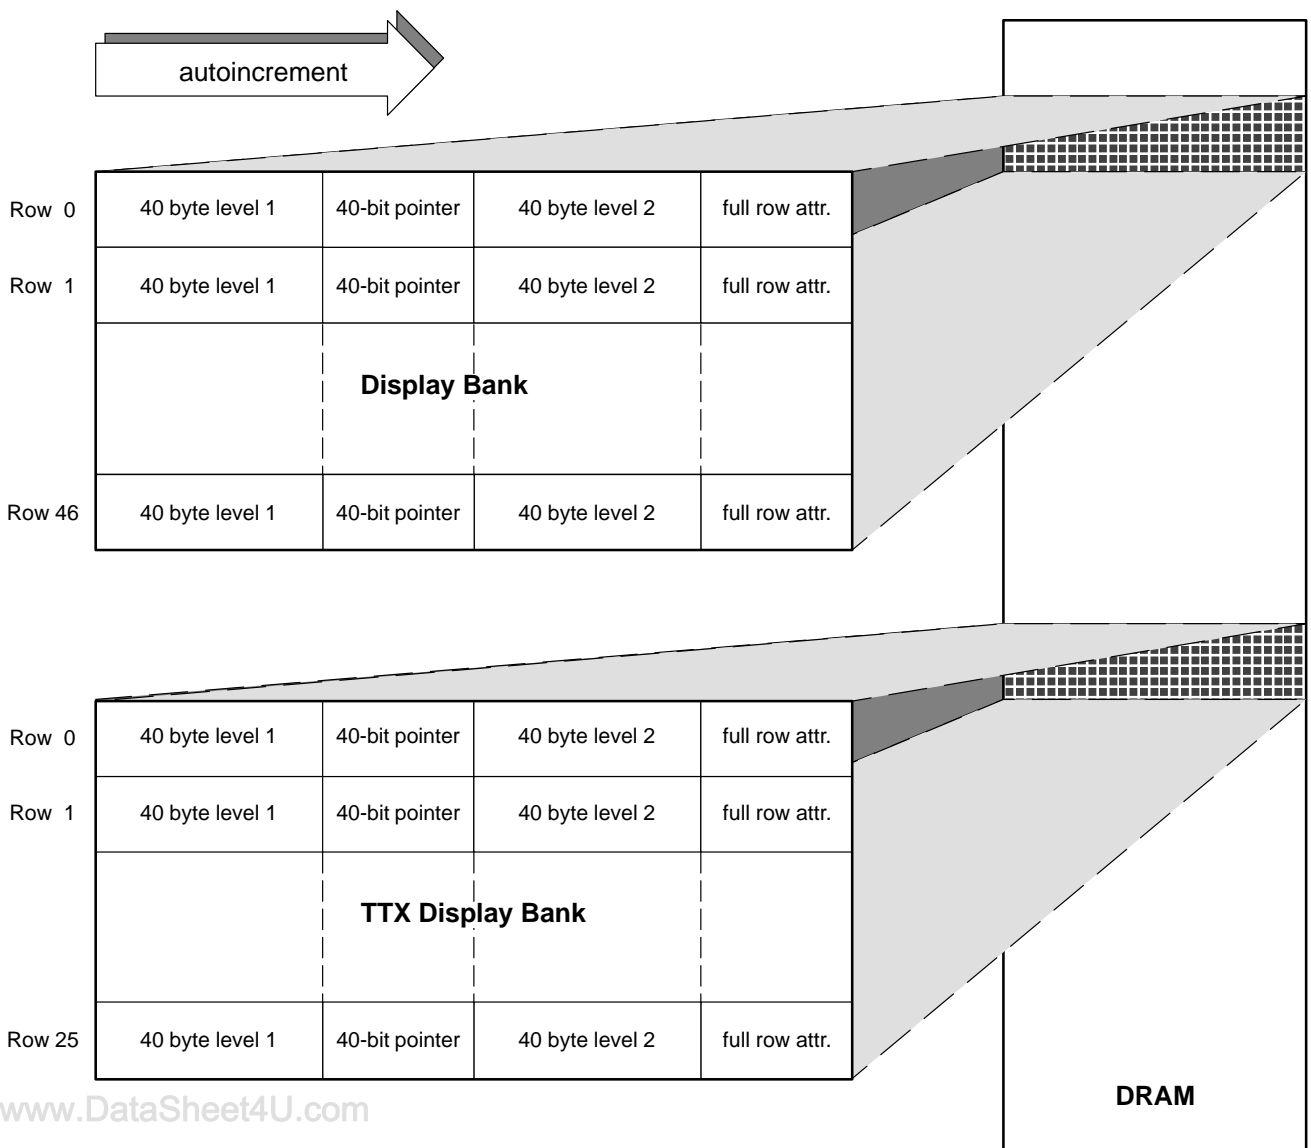 autoincrement
Row 0 40 byte level 1 40-bit pointer 40 byte level 2 full row attr.
Row 1 40 byte level 1 40-bit pointer 40 byte level 2 full row attr.
Display Bank
Row 46 40 byte level 1 40-bit pointer 40 byte level 2 full row attr.
Row 0 40 byte level 1 40-bit pointer 40 byte level 2 full row attr.
Row 1 40 byte level 1 40-bit pointer 40 byte level 2 full row attr.
TTX Display Bank
Row 25 40 byte level 1 40-bit pointer 40 byte level 2 full row attr.
DRAM
www.DataSheet4U.com